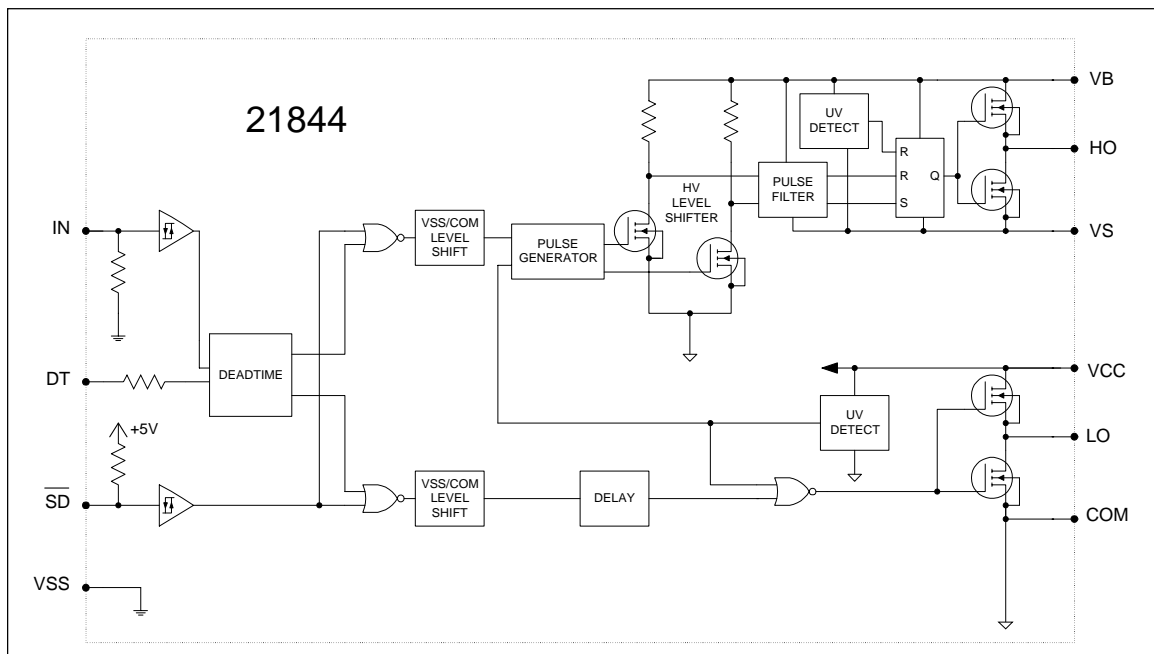 21844
VB
UV
DETECT
R
R
Q
S
HO
PULSE
FILTER
HV
LEVEL
SHIFTER
VS
IN
VSS/COM
LEVEL
SHIFT
PULSE
GENERATOR
DEADTIME
DT
VCC
UV
DETECT
LO
+5V
SD
VSS/COM
LEVEL
SHIFT
DELAY
COM
VSS